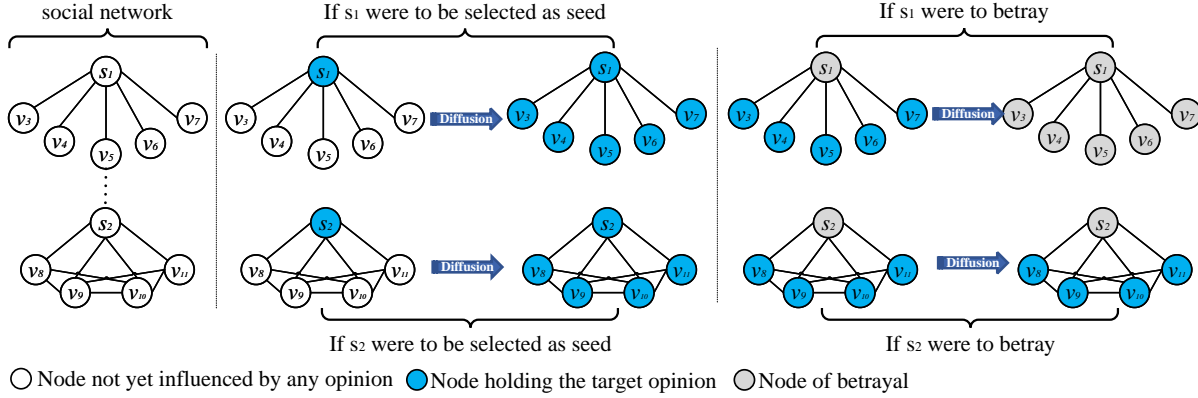 social network
If s1 were to be selected as seed
If s1 were to betray
s1
s1
s1
s1
s1
v3
v4
v5
v6
v7
v3
v4
v5
v6
v7
Diffusion
v3
v4
v5
v6
v7
v3
v4
v5
v6
v7
Diffusion
v3
v4
v5
v6
v7
s2
s2
s2
s2
s2
v8
v9
v10
v11
v8
v9
v10
v11
Diffusion
v8
v9
v10
v11
v8
v9
v10
v11
Diffusion
v8
v9
v10
v11
If s2 were to be selected as seed
If s2 were to betray
Node not yet influenced by any opinion
Node holding the target opinion
Node of betrayal